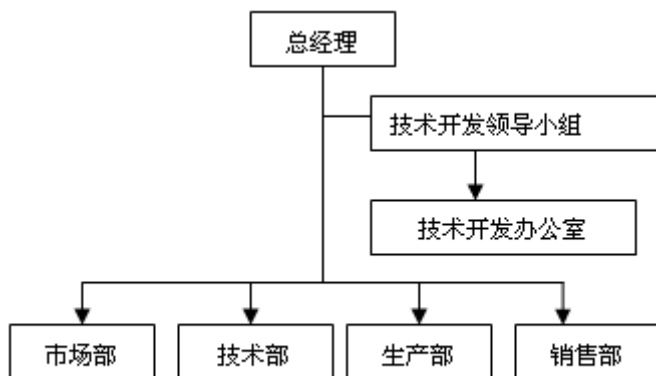 总经理
技术开发领导小组
技术开发办公室
市场部
技术部
生产部
销售部